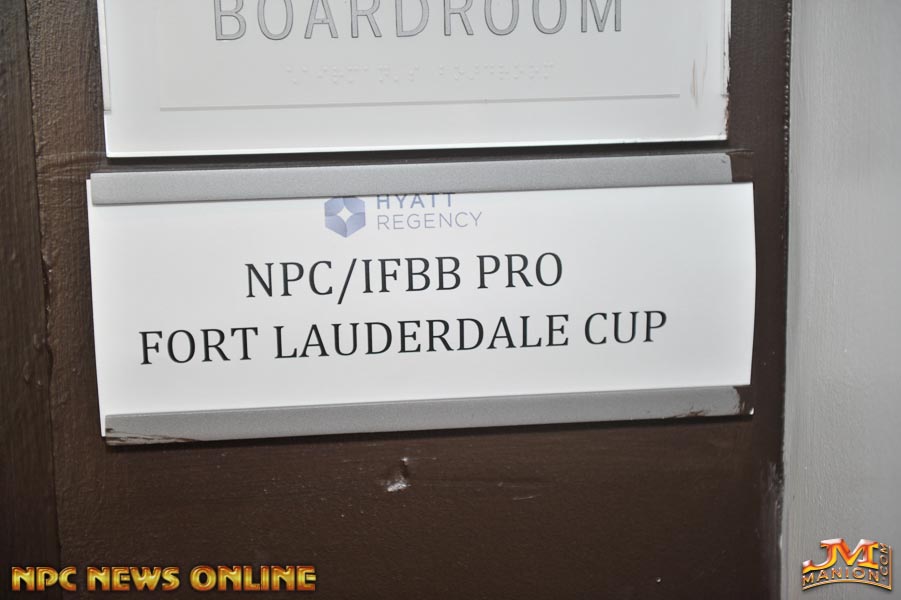 BOARDROOM
HYATT
REGENCY
NPC/IFBB PRO
FORT LAUDERDALE CUP
NPC NEWS ONLINE
JM
MANION.COM